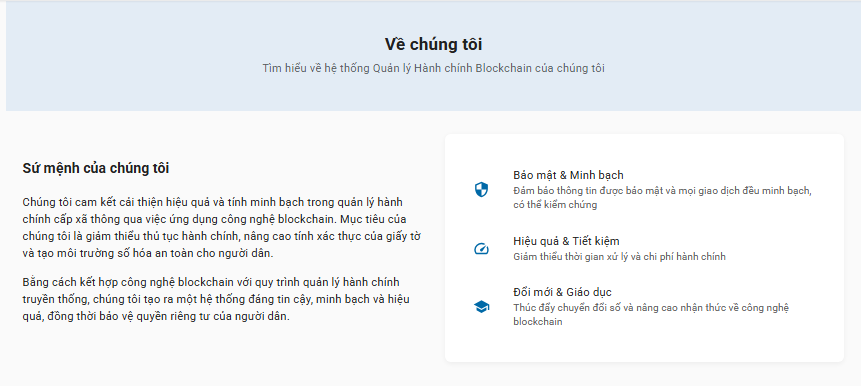 Về chúng tôi
Tìm hiểu về hệ thống Quản lý Hành chính Blockchain của chúng tôi
Sứ mệnh của chúng tôi
Chúng tôi cam kết cải thiện hiệu quả và tính minh bạch trong quản lý hành
chính cấp xã thông qua việc ứng dụng công nghệ blockchain. Mục tiêu của
chúng tôi là giảm thiểu thủ tục hành chính, nâng cao tính xác thực của giấy tờ
và tạo môi trường số hóa an toàn cho người dân.
Bằng cách kết hợp công nghệ blockchain với quy trình quản lý hành chính
truyền thống, chúng tôi tạo ra một hệ thống đáng tin cậy, minh bạch và hiệu
quả, đồng thời bảo vệ quyền riêng tư của người dân.
Bảo mật & Minh bạch
Đảm bảo thông tin được bảo mật và mọi giao dịch đều minh bạch,
có thể kiểm chứng
Hiệu quả & Tiết kiệm
Giảm thiểu thời gian xử lý và chi phí hành chính
Đổi mới & Giáo dục
Thúc đẩy chuyển đổi số và nâng cao nhận thức về công nghệ
blockchain